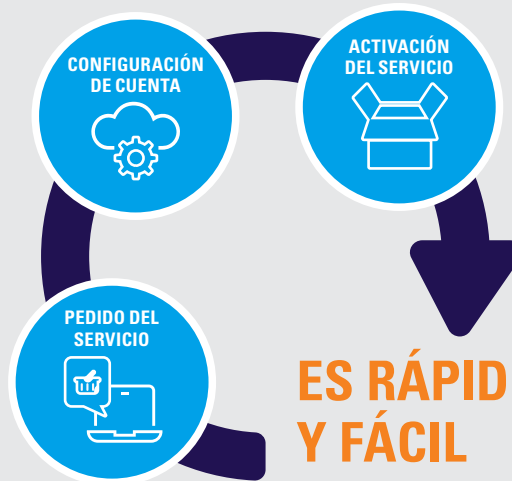 CONFIGURACIÓN
DE CUENTA
ACTIVACIÓN
DEL SERVICIO
PEDIDO DEL
SERVICIO
ES RÁPID
Y FÁCIL